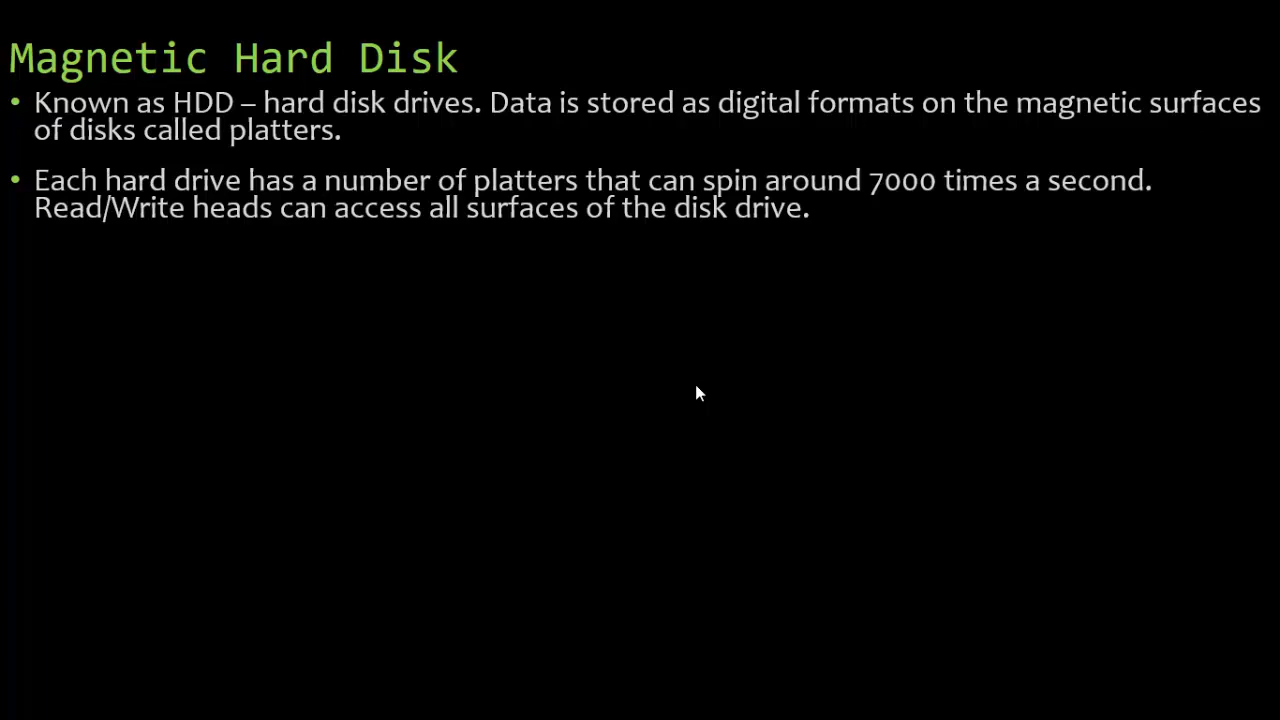 Magnetic Hard Disk
• Known as HDD – hard disk drives. Data is stored as digital formats on the magnetic surfaces
of disks called platters.
• Each hard drive has a number of platters that can spin around 7000 times a second.
Read/Write heads can access all surfaces of the disk drive.